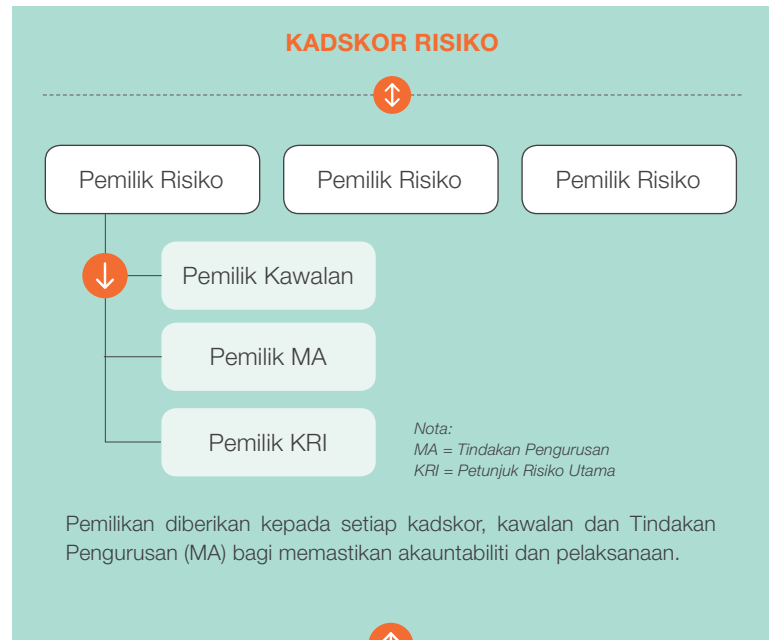 KADSKOR RISIKO
Pemilik Risiko
Pemilik Risiko
Pemilik Risiko
Pemilik Kawalan
Pemilik MA
Pemilik KRI
Nota:
MA = Tindakan Pengurusan
KRI = Petunjuk Risiko Utama
Pemilikan diberikan kepada setiap kadskor, kawalan dan Tindakan
Pengurusan (MA) bagi memastikan akauntabiliti dan pelaksanaan.